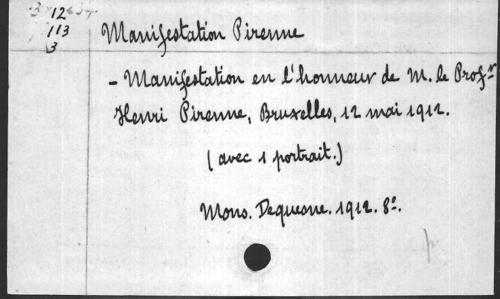 12
113
3
Manifestation Pirenne
- Manifestation en l'honneur de M. le Profr
Henri Pirenne, Bruxelles, 12 mai 1912.
(avec 1 portrait.)
Mons. Dequesne. 1912. 8o.